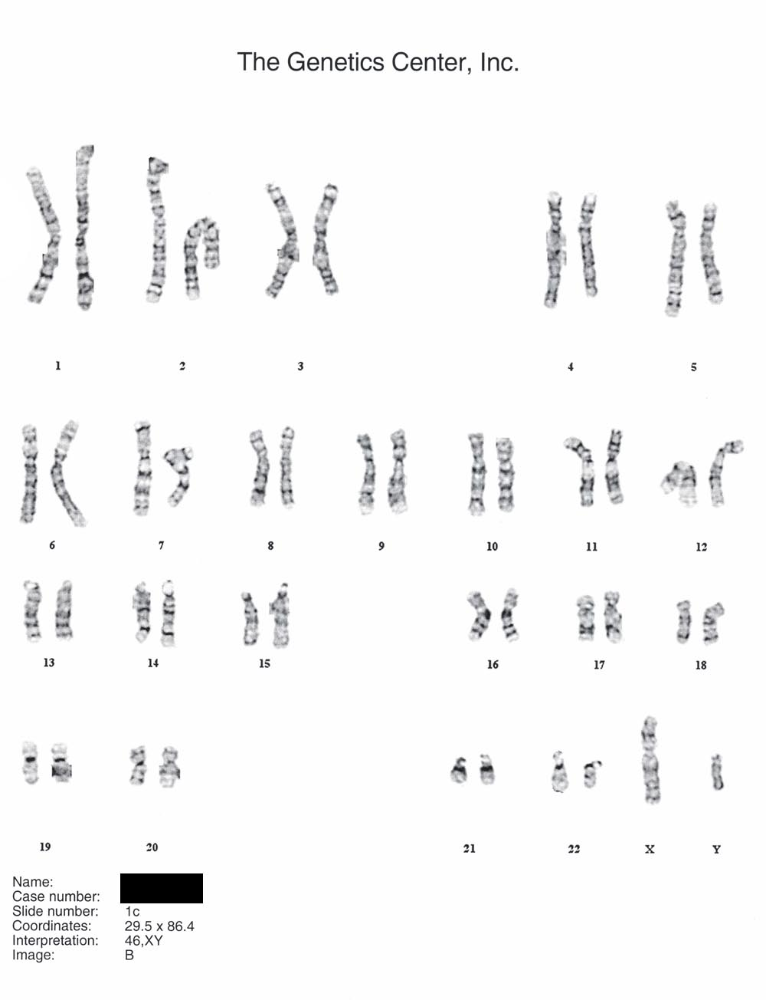 The Genetics Center, Inc.
1 2 3 4 5
6 7 8 9 10 11 12
13 14 15 16 17 18
19 20 21 22 X Y
Name:
Case number:
Slide number: 1c
Coordinates: 29.5 x 86.4
Interpretation: 46,XY
Image: B